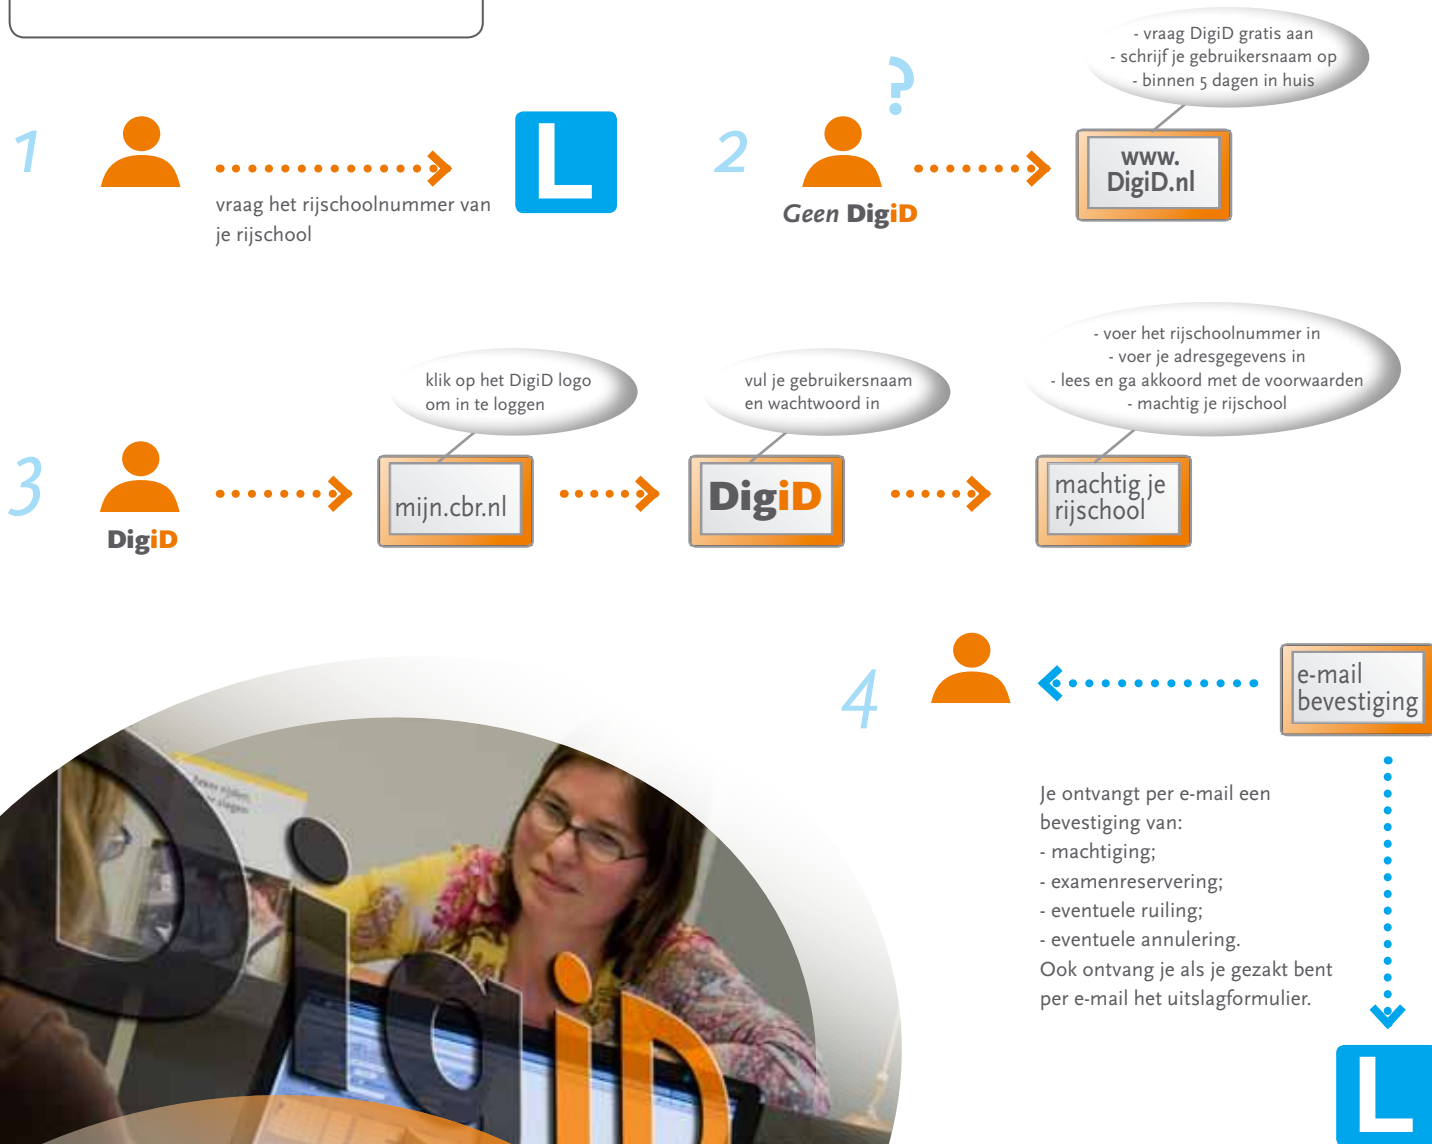 1
vraag het rijschoolnummer van
je rijschool
L
2
?
Geen DigiD
- vraag DigiD gratis aan
- schrijf je gebruikersnaam op
- binnen 5 dagen in huis
www.
DigiD.nl
3
DigiD
klik op het DigiD logo
om in te loggen
mijn.cbr.nl
vul je gebruikersnaam
en wachtwoord in
DigiD
- voer het rijschoolnummer in
- voer je adresgegevens in
- lees en ga akkoord met de voorwaarden
- machtig je rijschool
machtig je
rijschool
4
e-mail
bevestiging
Je ontvangt per e-mail een
bevestiging van:
- machtiging;
- examenreservering;
- eventuele ruiling;
- eventuele annulering.
Ook ontvang je als je gezakt bent
per e-mail het uitslagformulier.
L
DigiD